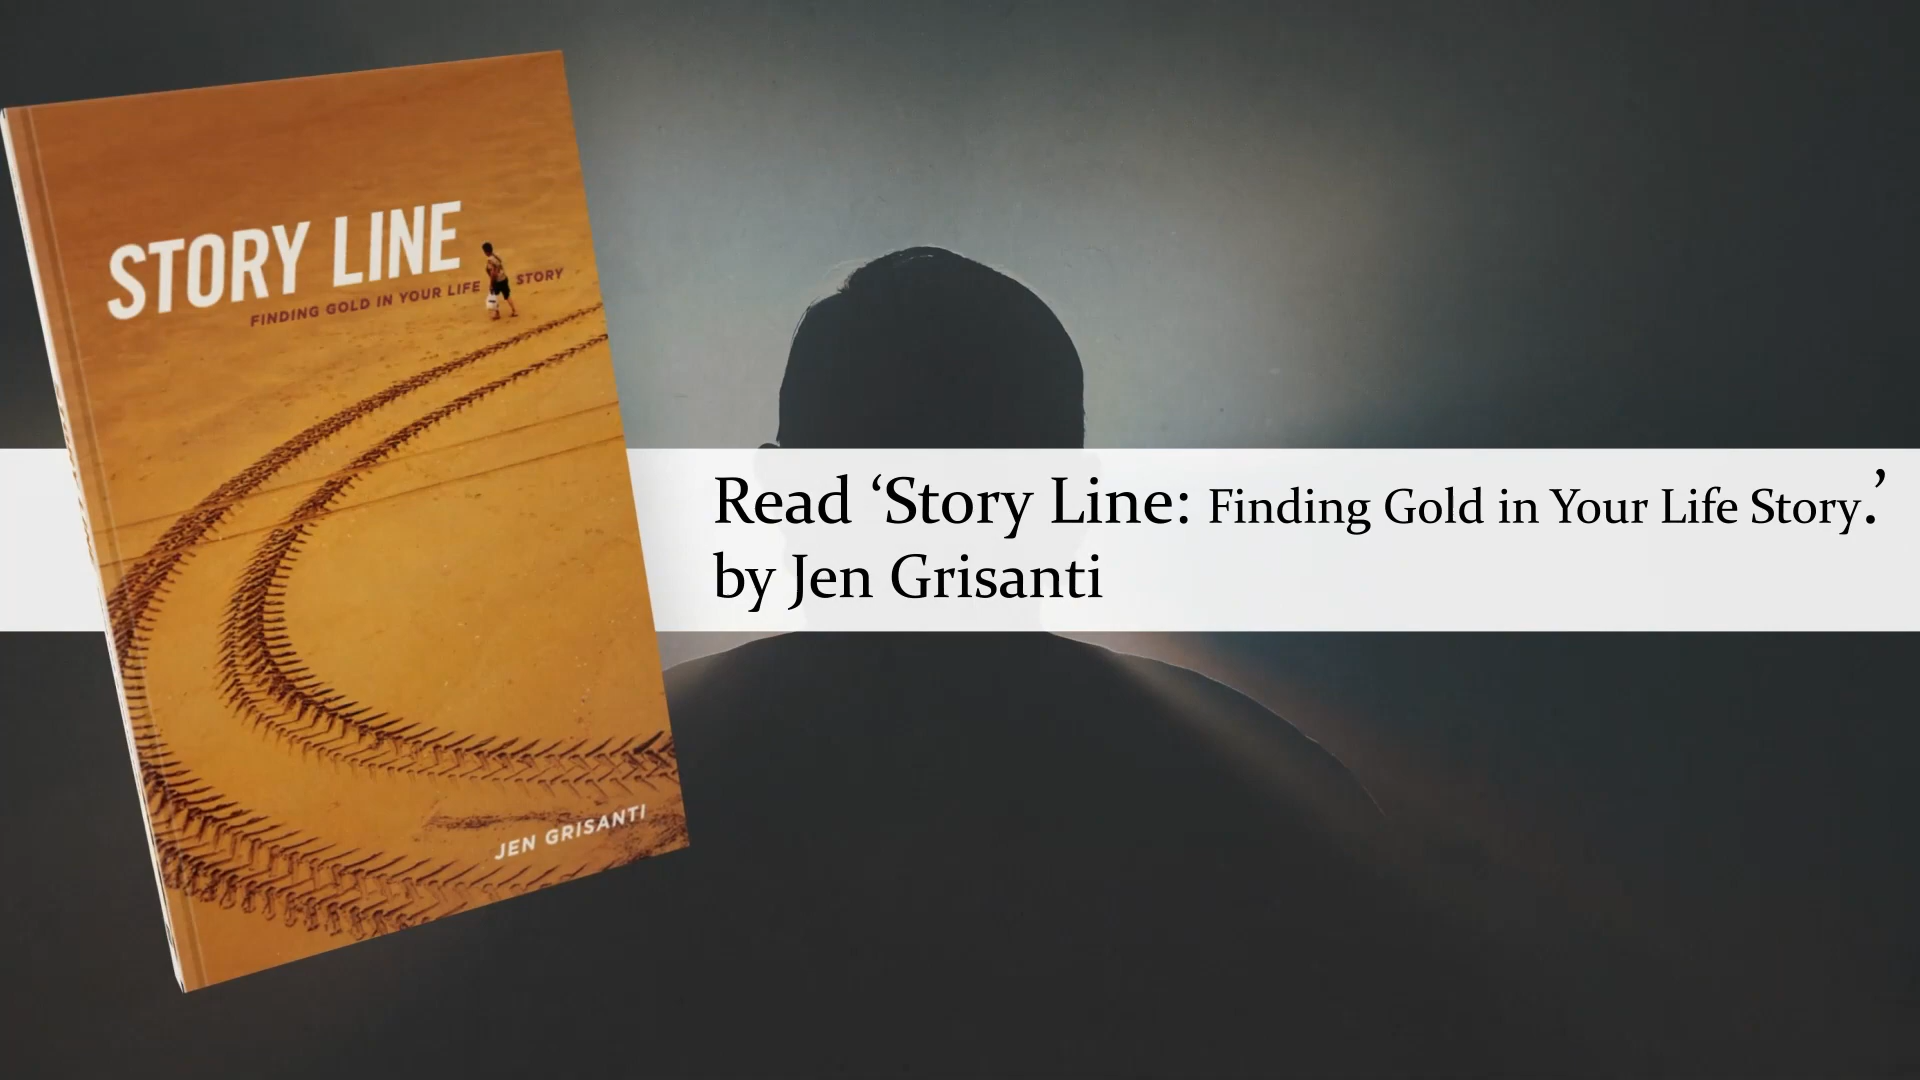 STORY LINE
FINDING GOLD IN YOUR LIFE STORY
JEN GRISANTI
Read ‘Story Line: Finding Gold in Your Life Story.’
by Jen Grisanti